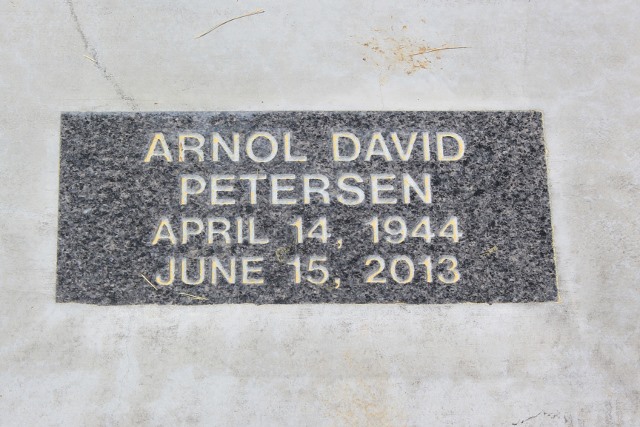 ARNOL DAVID
PETERSEN
APRIL 14, 1944
JUNE 15, 2013